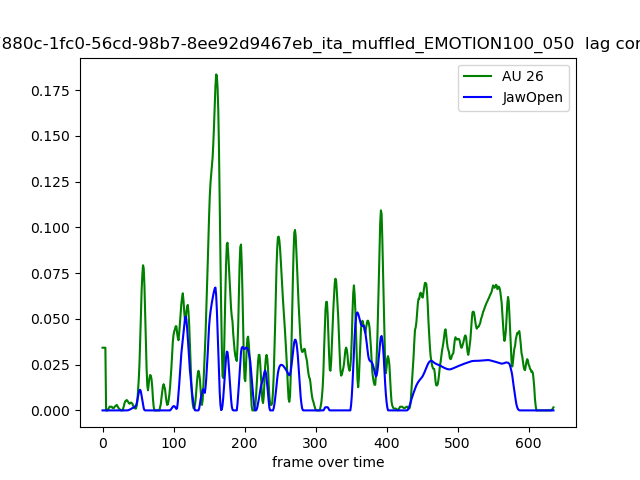 880c-1fc0-56cd-98b7-8ee92d9467eb_ita_muffled_EMOTION100_050 lag
AU 26
JawOpen
0.175
0.150
0.125
0.100
0.075
0.050
0.025
0.000
0 100 200 300 400 500 600
frame over time